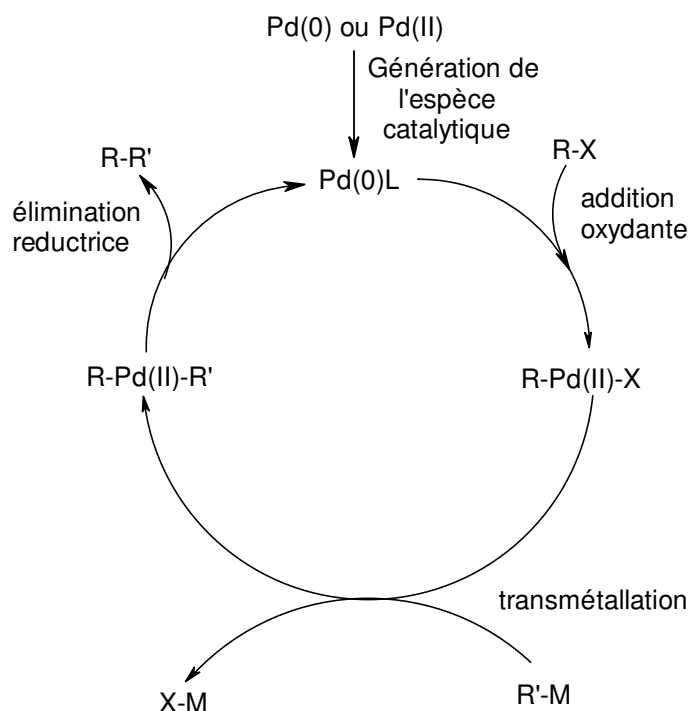 Pd(0) ou Pd(II)
Génération de
l'espèce
catalytique
R-R'
R-X
Pd(0)L
élimination
reductrice
addition
oxydante
R-Pd(II)-R'
R-Pd(II)-X
transmétallation
X-M
R'-M